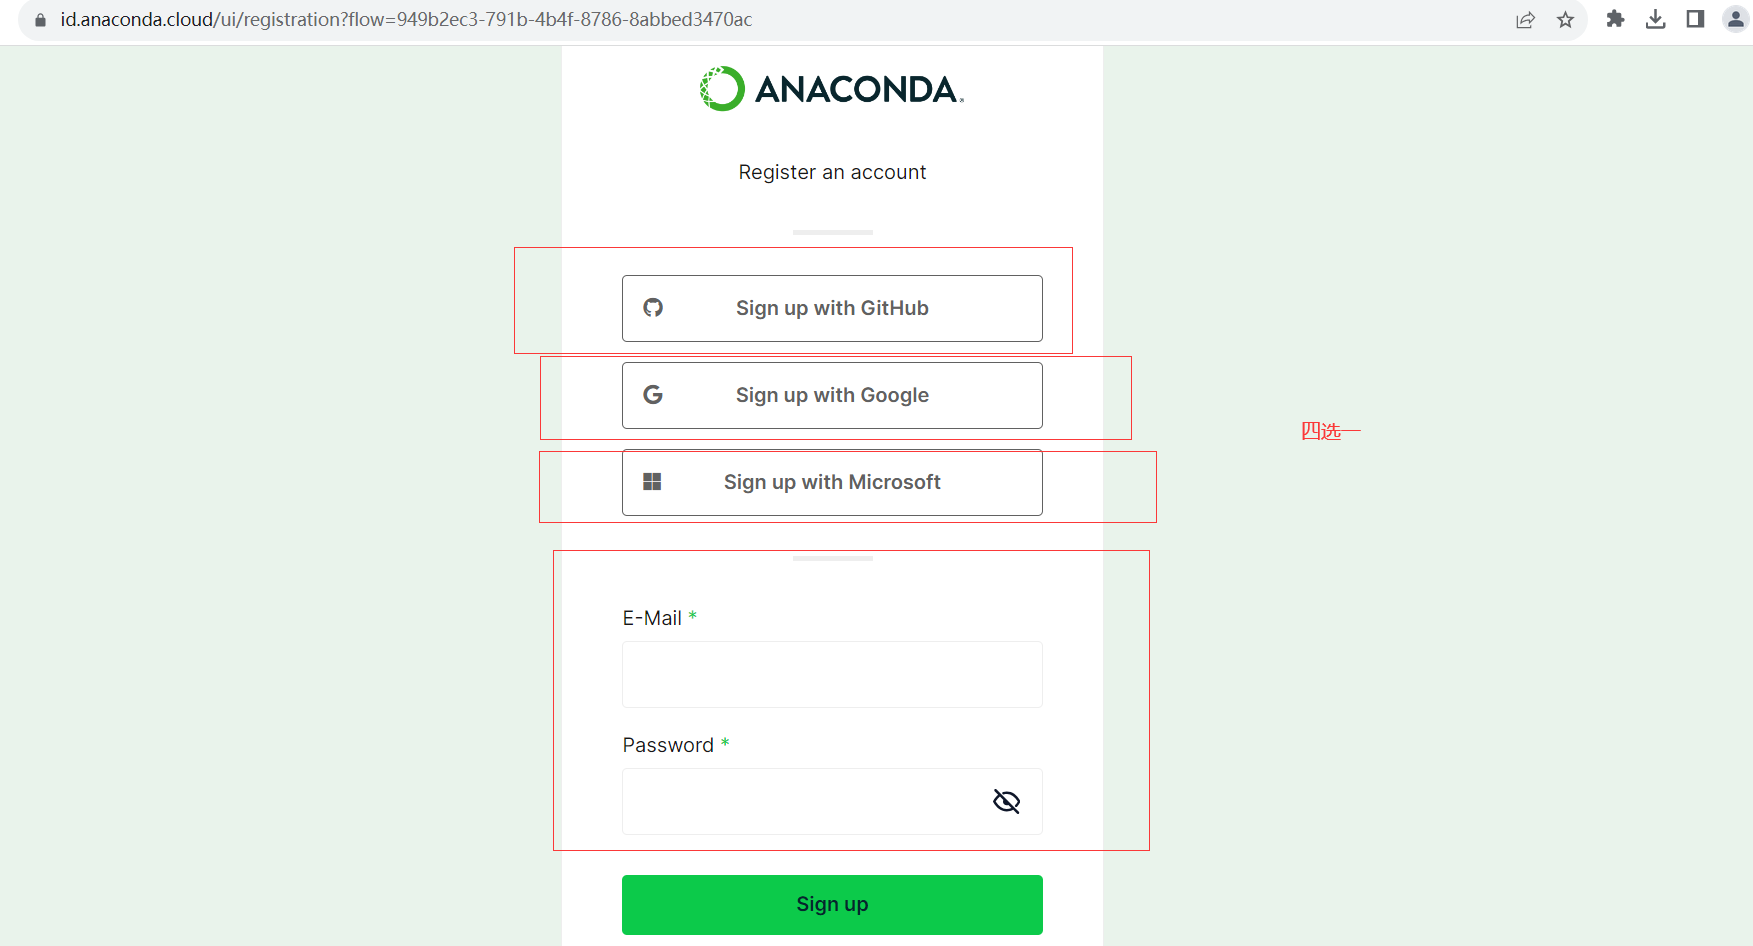 id.anaconda.cloud/ui/registration?flow=949b2ec3-791b-4b4f-8786-8abbed3470ac
ANACONDA
Register an account
Sign up with GitHub
Sign up with Google
四选一
Sign up with Microsoft
E-Mail *
Password *
Sign up